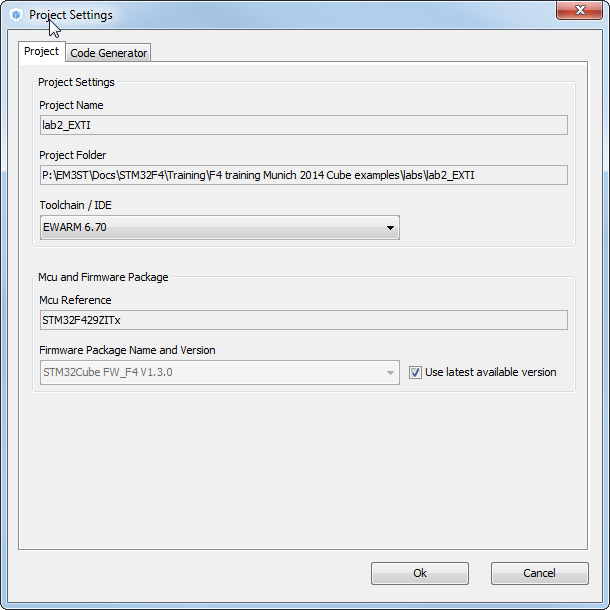 Project Settings
Project
Code Generator
Project Settings
Project Name
lab2_EXTI
Project Folder
P:\EM3ST\Docs\STM32F4\Training\F4 training Munich 2014 Cube examples\labs\lab2_EXTI
Toolchain / IDE
EWARM 6.70
Mcu and Firmware Package
Mcu Reference
STM32F429ZITx
Firmware Package Name and Version
STM32Cube FW_F4 V1.3.0
Use latest available version
Ok
Cancel